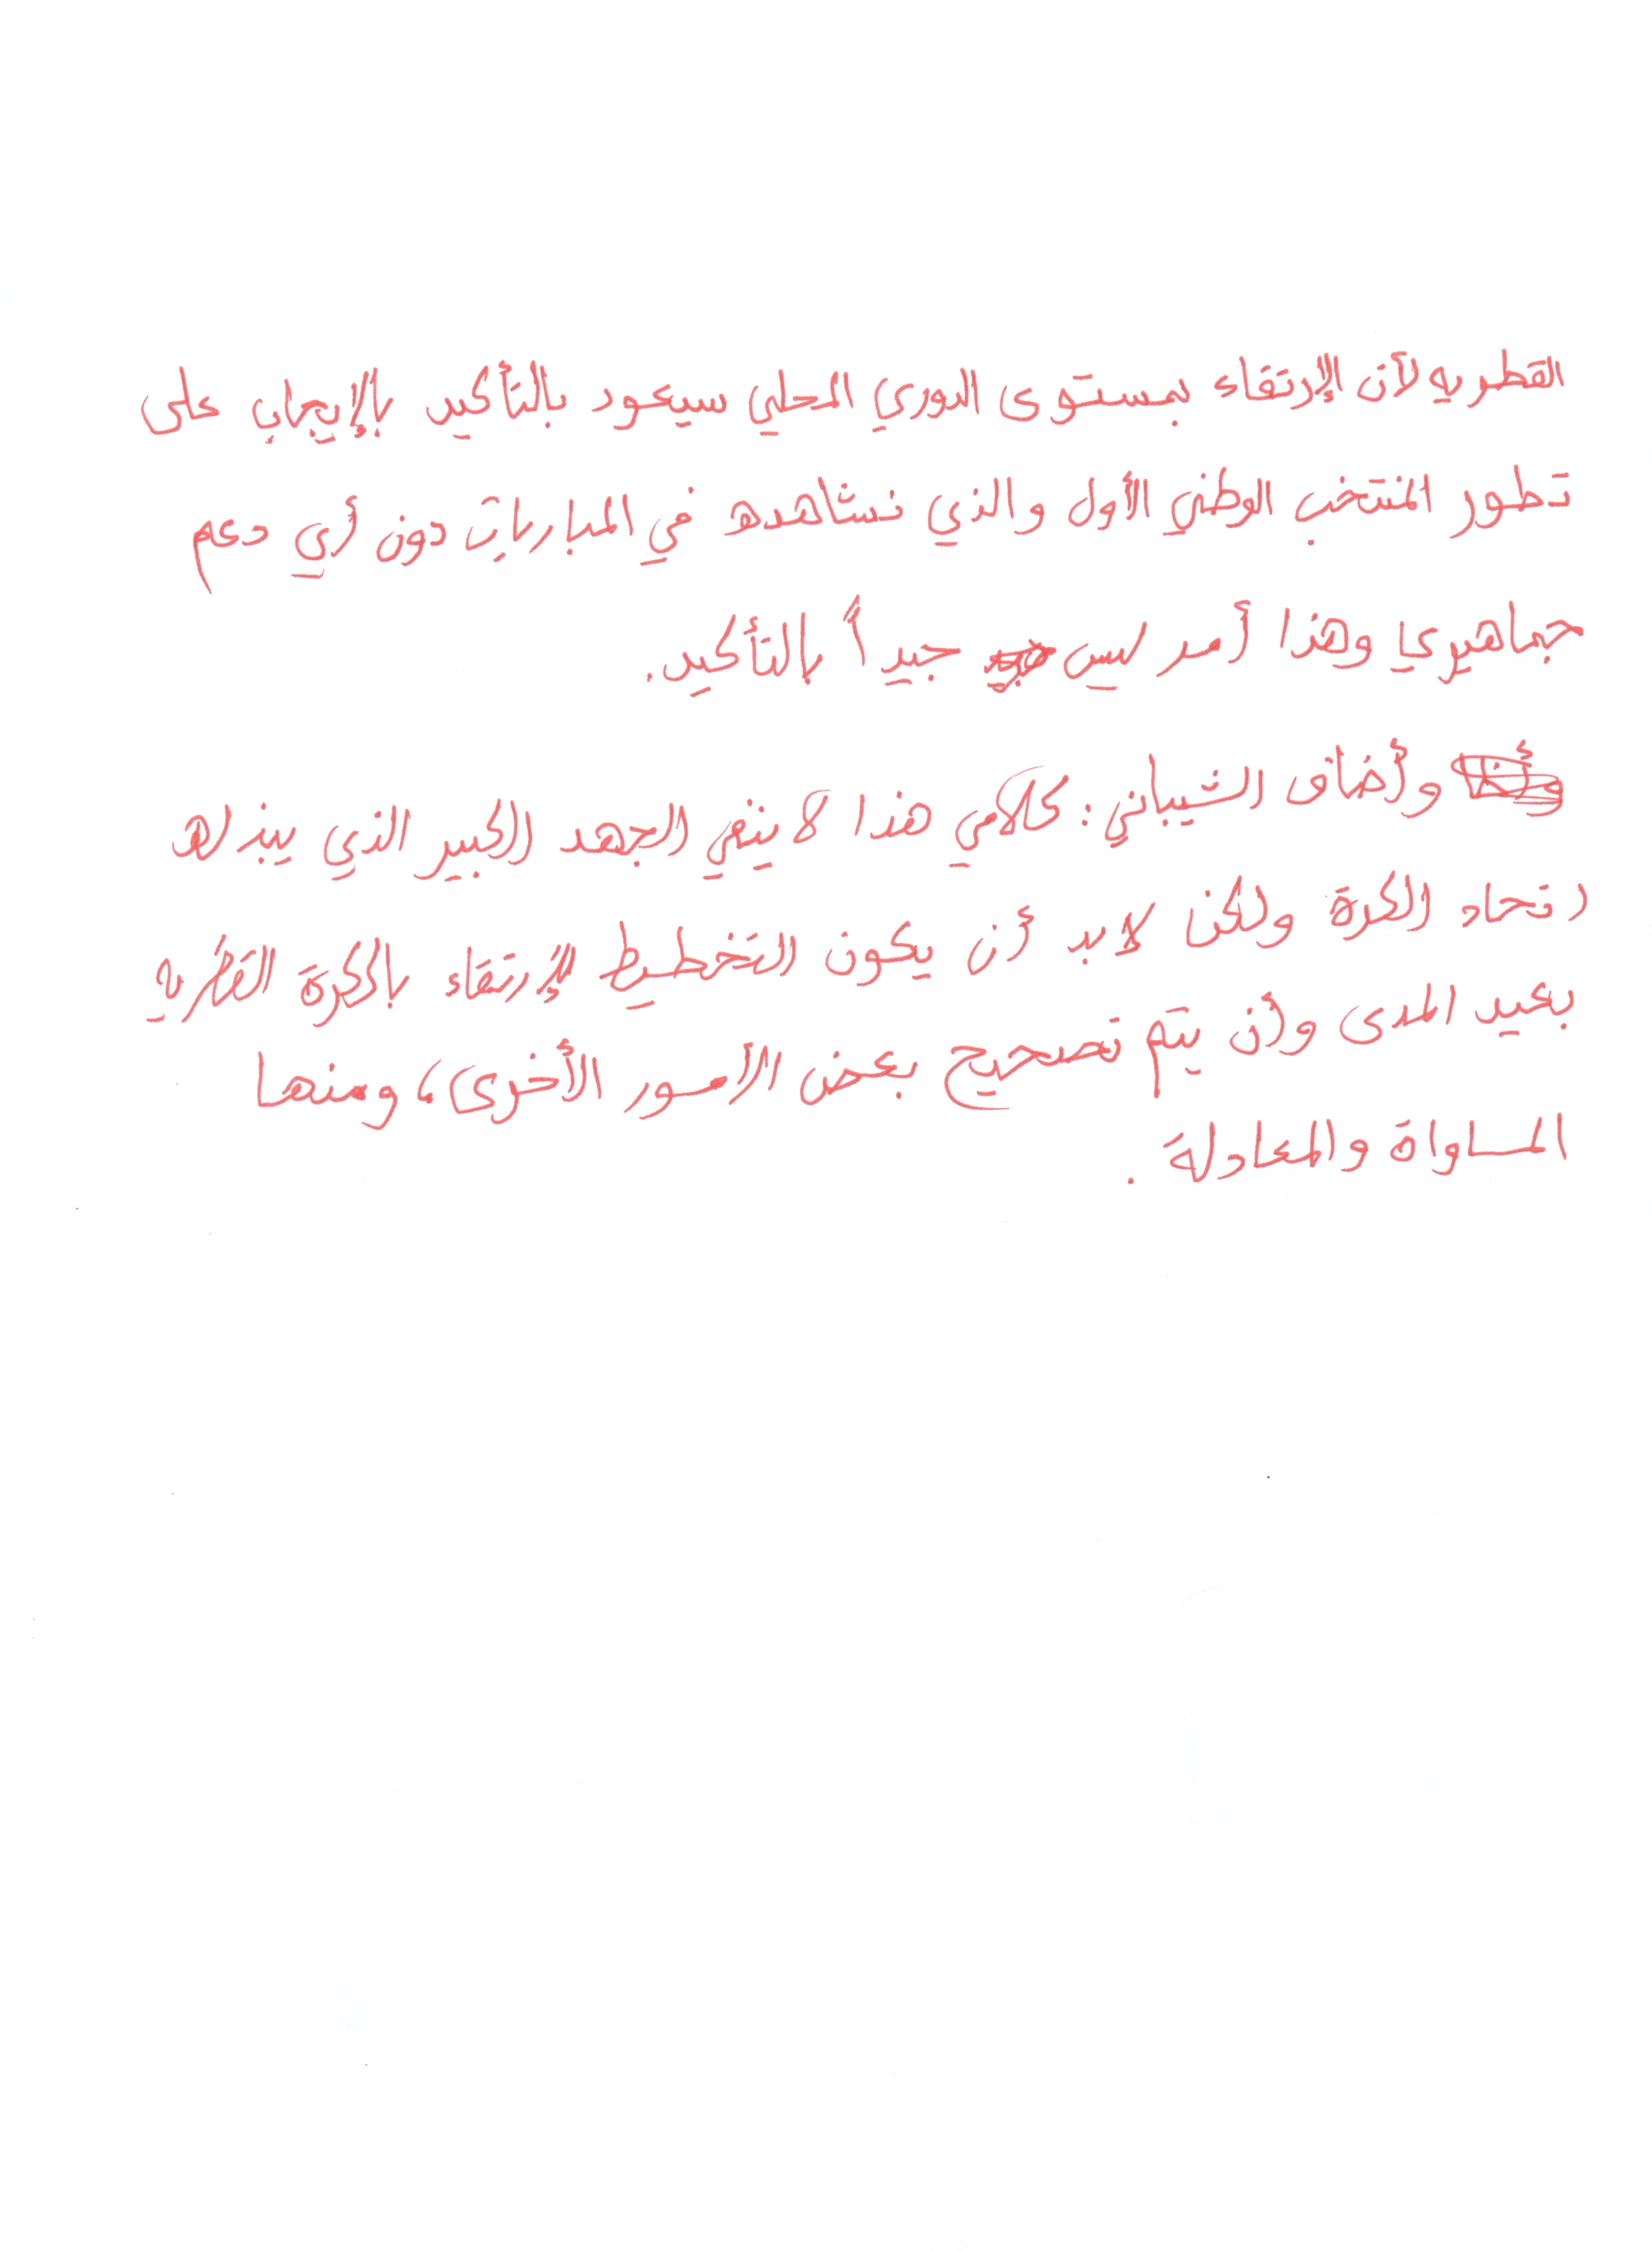 القطريه لأن الإرتقاء بمستوى الدوري المحلي سيعود بالتأكيد بالإيجاب على
تطور المنتخب الوطني الأول والذي نشاهده في المباريات دون أي دعم
جماهيري وهذا أمر ليس جيداً بالتأكيد.
وأضاف الشيباني: كلامي هذا لا ينفي الجهد الكبير الذي يبذله
اتحاد الكرة ولكن لابد أن يكون التخطيط للإرتقاء بالكرة القطريه
بعيد المدى وأن يتم تصحيح بعض الأمور الأخرى، ومنها
المساواة والمعادلة.